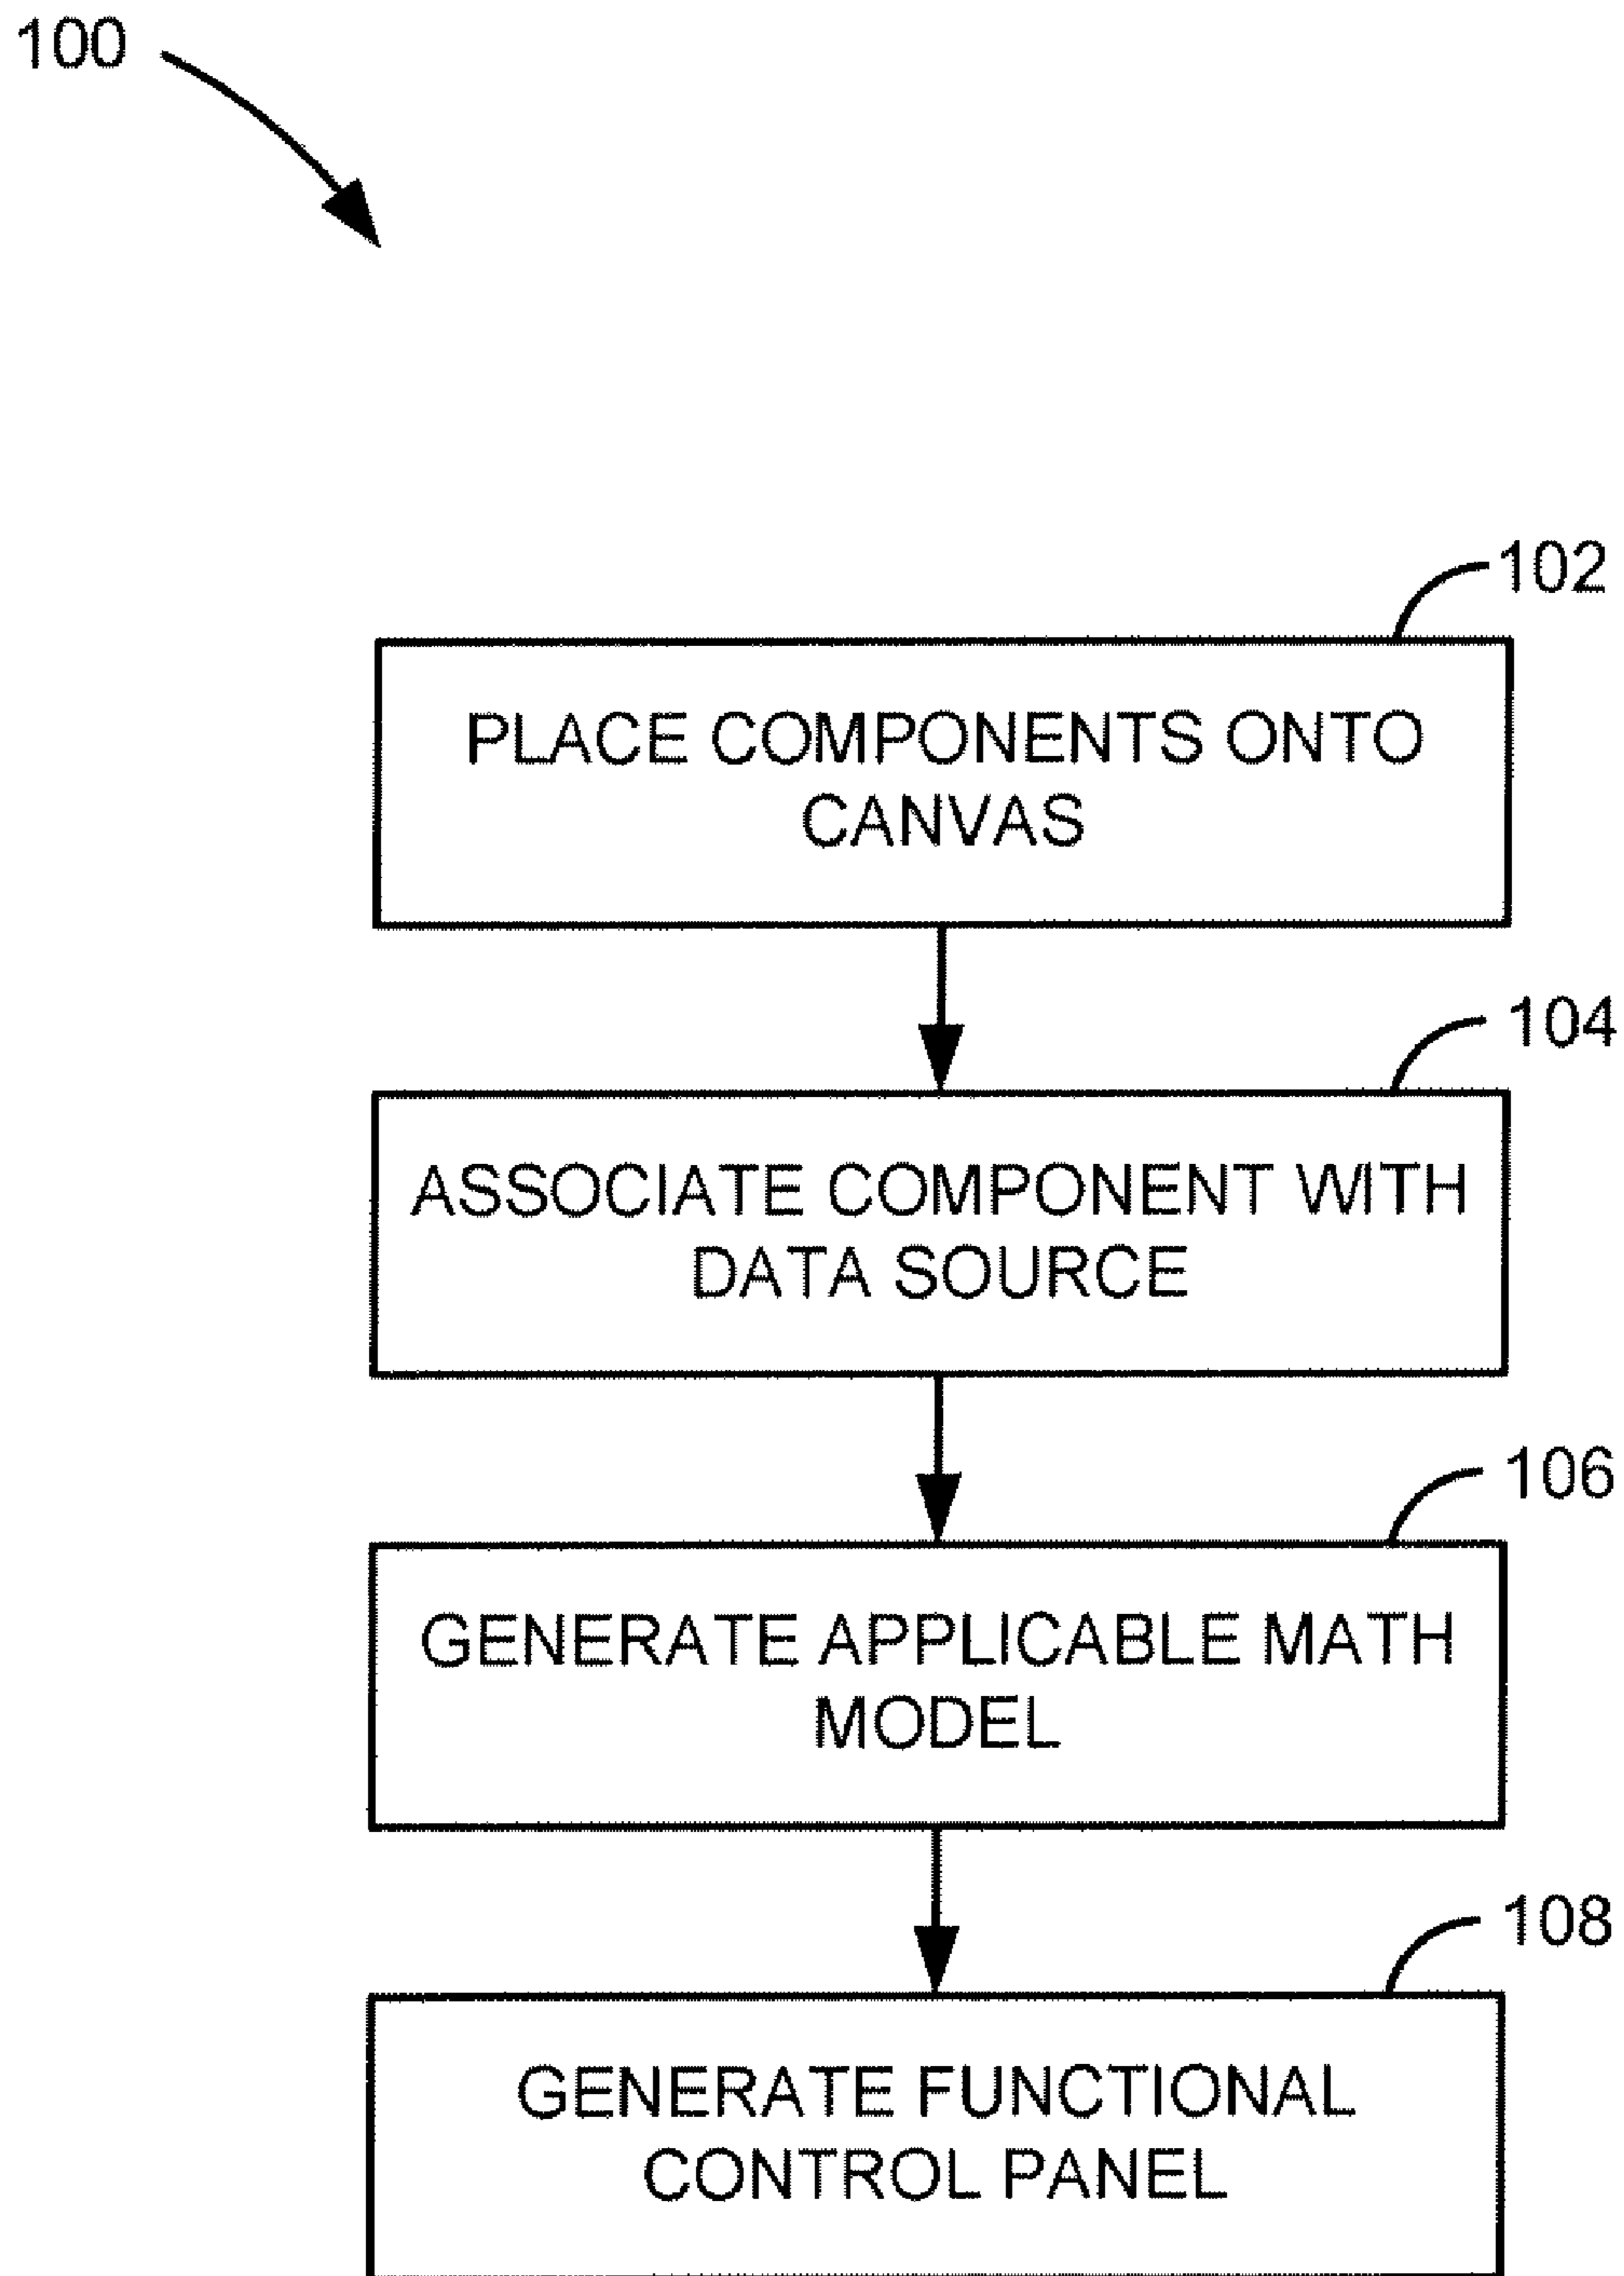 100
102
PLACE COMPONENTS ONTO
CANVAS
104
ASSOCIATE COMPONENT WITH
DATA SOURCE
106
GENERATE APPLICABLE MATH
MODEL
108
GENERATE FUNCTIONAL
CONTROL PANEL